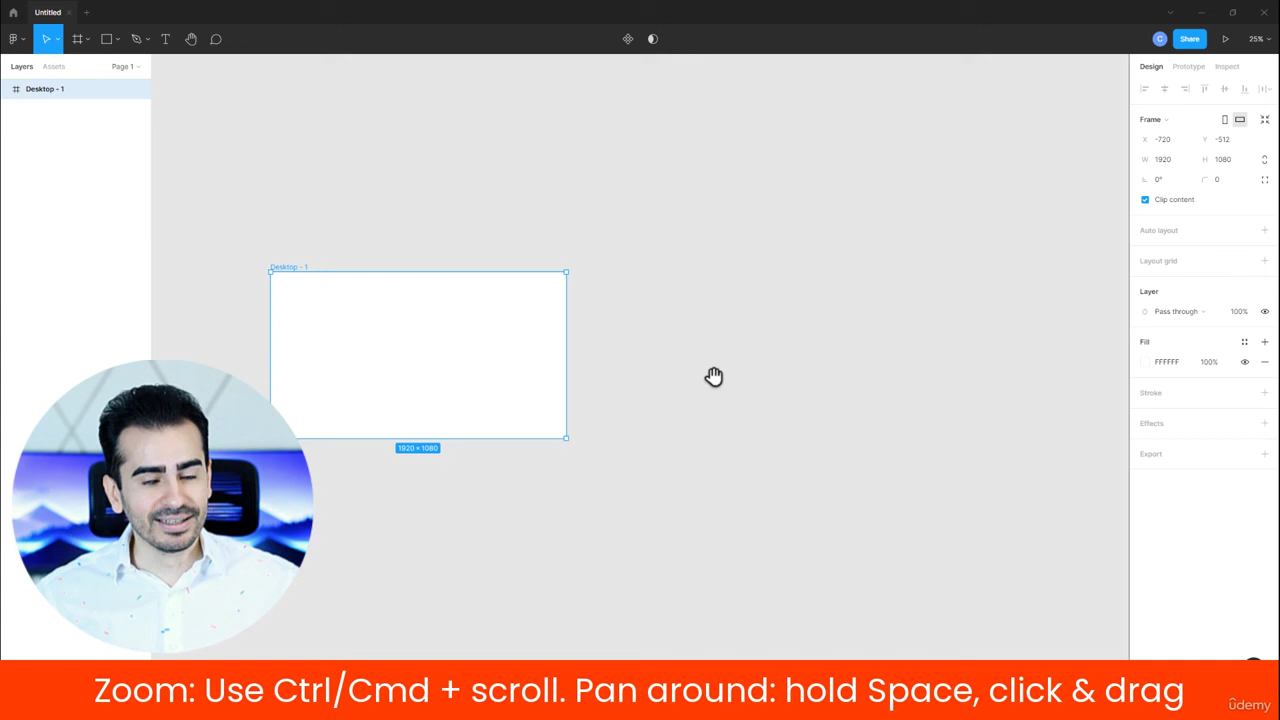 Untitled
Share
25%
Layers
Assets
Page 1
Desktop - 1
Desktop - 1
1920 × 1080
Design
Prototype
Inspect
Frame
X -720 Y -512
W 1920 H 1080
0° 0
Clip content
Auto layout
Layout grid
Layer
Pass through 100%
Fill
FFFFFF 100%
Stroke
Effects
Export
C
Zoom: Use Ctrl/Cmd + scroll. Pan around: hold Space, click & drag
ûdemy